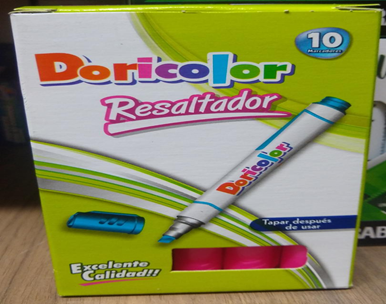 10
Marcadores
Doricolor
Resaltador
Doricolor
Tapar después
de usar
Excelente
Calidad!!